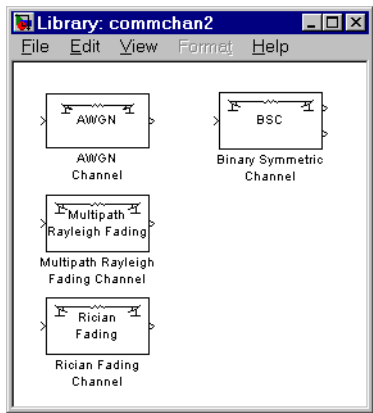 Library: commchan2
File Edit View Format Help
AWGN
AWGN
Channel
BSC
Binary Symmetric
Channel
Multipath
Rayleigh Fading
Multipath Rayleigh
Fading Channel
Rician
Fading
Rician Fading
Channel